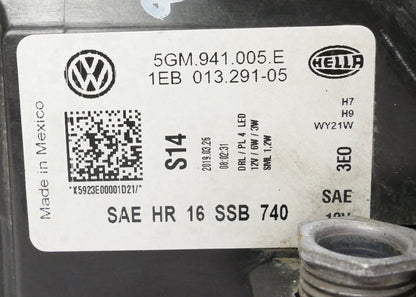 5GM.941.005.E
1EB 013.291-05
HELLA
Made in Mexico
*X5923E00001D21/*
S14
2019.03.26
08:02:31
DRL / PL 4 LED
12V / 6W / 3W
SML 1,2W
H7
H9
WY21W
3E0
SAE
12V
SAE HR 16 SSB 740